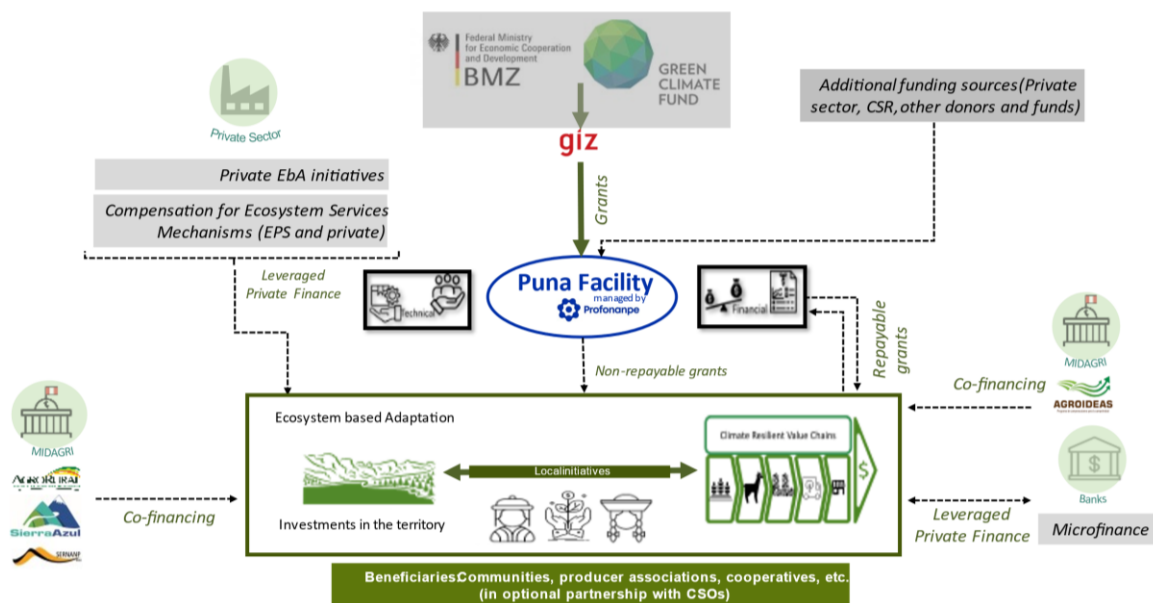 Federal Ministry
for Economic Cooperation
and Development
BMZ
GREEN
CLIMATE
FUND
giz
Additional funding sources(Private
sector, CSR, other donors and funds)
Private Sector
Private EbA initiatives
Compensation for Ecosystem Services
Mechanisms (EPS and private)
Leveraged
Private Finance
Grants
Technical
Puna Facility
managed by
Profonanpe
Financial
Non-repayable grants
Repayable
grants
MIDAGRI
AGROIDEAS
Co-financing
MIDAGRI
AGRORURAL
SierraAzul
SERNANP
Co-financing
Ecosystem based Adaptation
Investments in the territory
Localinitiatives
Climate Resilient Value Chains
$
$
Banks
Microfinance
Leveraged
Private Finance
Beneficiaries:Communities, producer associations, cooperatives, etc.
(in optional partnership with CSOs)